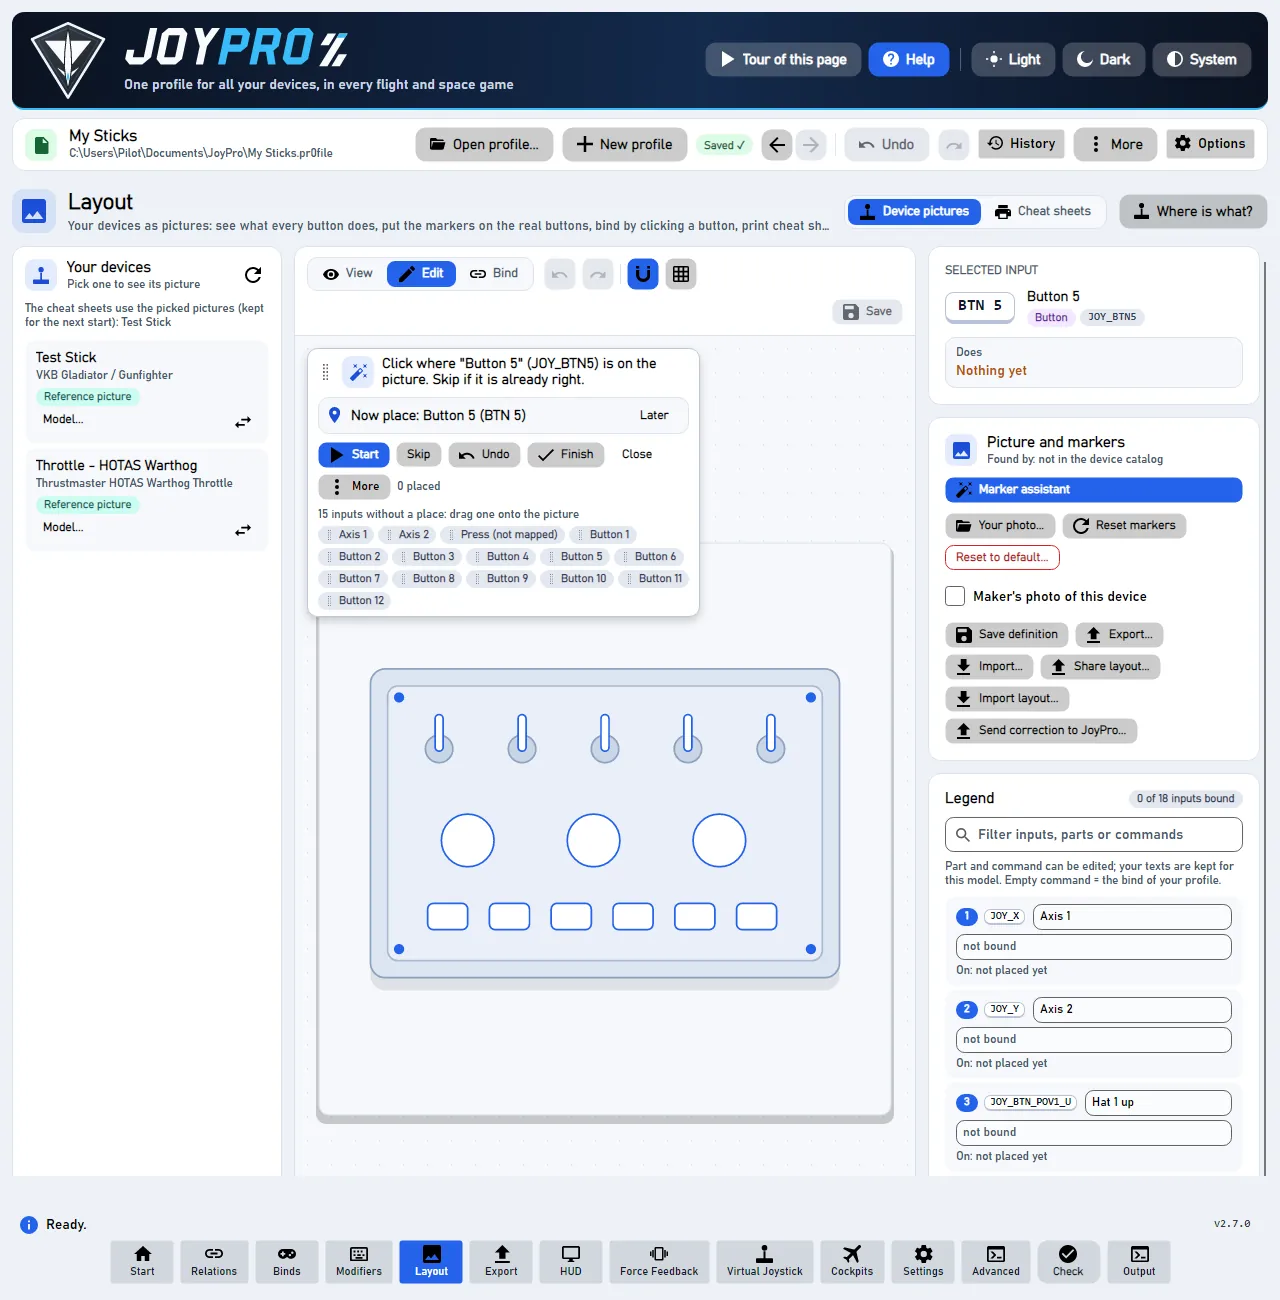 JOYPRO
One profile for all your devices, in every flight and space game
Tour of this page
Help
Light
Dark
System
My Sticks
C:\Users\Pilot\Documents\JoyPro\My Sticks.pr0file
Open profile...
New profile
Saved ✓
Undo
History
More
Options
Layout
Your devices as pictures: see what every button does, put the markers on the real buttons, bind by clicking a button, print cheat sh...
Device pictures
Cheat sheets
Where is what?
Your devices
Pick one to see its picture
The cheat sheets use the picked pictures (kept
for the next start): Test Stick
Test Stick
VKB Gladiator / Gunfighter
Reference picture
Model...
Throttle - HOTAS Warthog
Thrustmaster HOTAS Warthog Throttle
Reference picture
Model...
View
Edit
Bind
Save
Click where "Button 5" (JOY_BTN5) is on the
picture. Skip if it is already right.
Now place: Button 5 (BTN 5)
Later
Start
Skip
Undo
Finish
Close
More
0 placed
15 inputs without a place: drag one onto the picture
Axis 1
Axis 2
Press (not mapped)
Button 1
Button 2
Button 3
Button 4
Button 5
Button 6
Button 7
Button 8
Button 9
Button 10
Button 11
Button 12
SELECTED INPUT
BTN 5
Button 5
Button
JOY_BTN5
Does
Nothing yet
Picture and markers
Found by: not in the device catalog
Marker assistant
Your photo...
Reset markers
Reset to default...
Maker's photo of this device
Save definition
Export...
Import...
Share layout...
Import layout...
Send correction to JoyPro...
Legend
0 of 18 inputs bound
Filter inputs, parts or commands
Part and command can be edited; your texts are kept for
this model. Empty command = the bind of your profile.
1
JOY_X
Axis 1
not bound
On: not placed yet
2
JOY_Y
Axis 2
not bound
On: not placed yet
3
JOY_BTN_POV1_U
Hat 1 up
not bound
On: not placed yet
Ready.
v2.7.0
Start
Relations
Binds
Modifiers
Layout
Export
HUD
Force Feedback
Virtual Joystick
Cockpits
Settings
Advanced
Check
Output